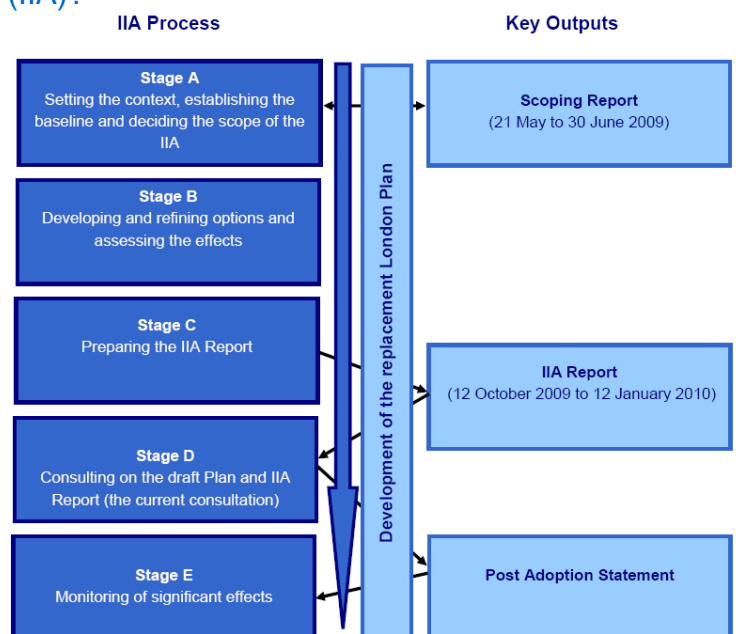 (IIA)?
IIA Process
Key Outputs
Stage A
Setting the context, establishing the
baseline and deciding the scope of the
IIA
Scoping Report
(21 May to 30 June 2009)
Stage B
Developing and refining options and
assessing the effects
Development of the replacement London Plan
Stage C
Preparing the IIA Report
IIA Report
(12 October 2009 to 12 January 2010)
Stage D
Consulting on the draft Plan and IIA
Report (the current consultation)
Stage E
Monitoring of significant effects
Post Adoption Statement